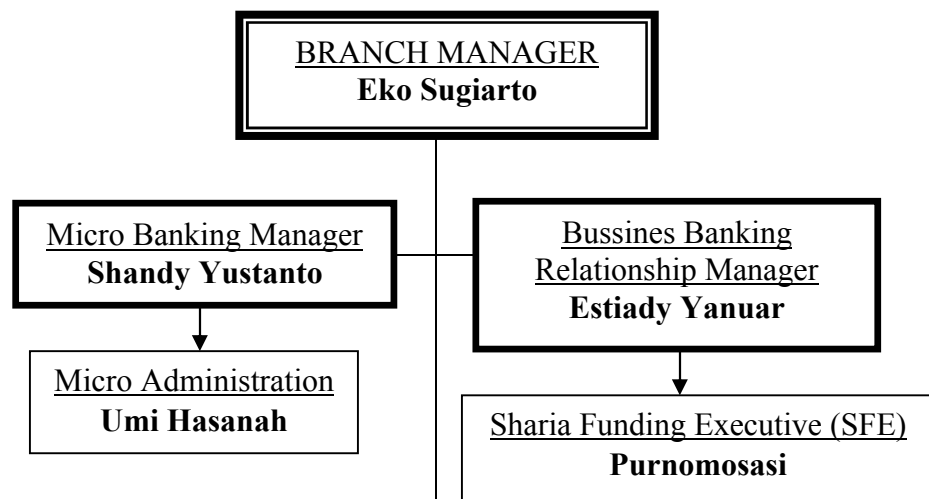 BRANCH MANAGER
Eko Sugiarto
Micro Banking Manager
Shandy Yustanto
Bussines Banking
Relationship Manager
Estiady Yanuar
Micro Administration
Umi Hasanah
Sharia Funding Executive (SFE)
Purnomosasi